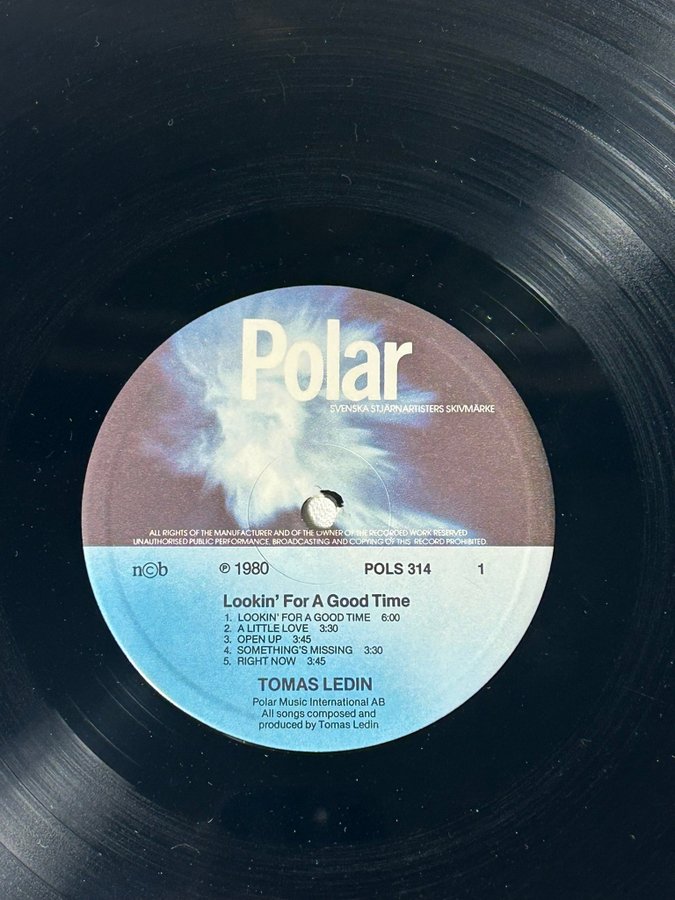 Polar
SVENSKA STJÄRNARTISTERS SKIVMÄRKE
ALL RIGHTS OF THE MANUFACTURER AND OF THE OWNER OF THE RECORDED WORK RESERVED
UNAUTHORISED PUBLIC PERFORMANCE, BROADCASTING AND COPYING OF THIS RECORD PROHIBITED
n©b ℗ 1980 POLS 314 1
Lookin' For A Good Time
1. LOOKIN' FOR A GOOD TIME 6:00
2. A LITTLE LOVE 3:30
3. OPEN UP 3:45
4. SOMETHING'S MISSING 3:30
5. RIGHT NOW 3:45
TOMAS LEDIN
Polar Music International AB
All songs composed and
produced by Tomas Ledin